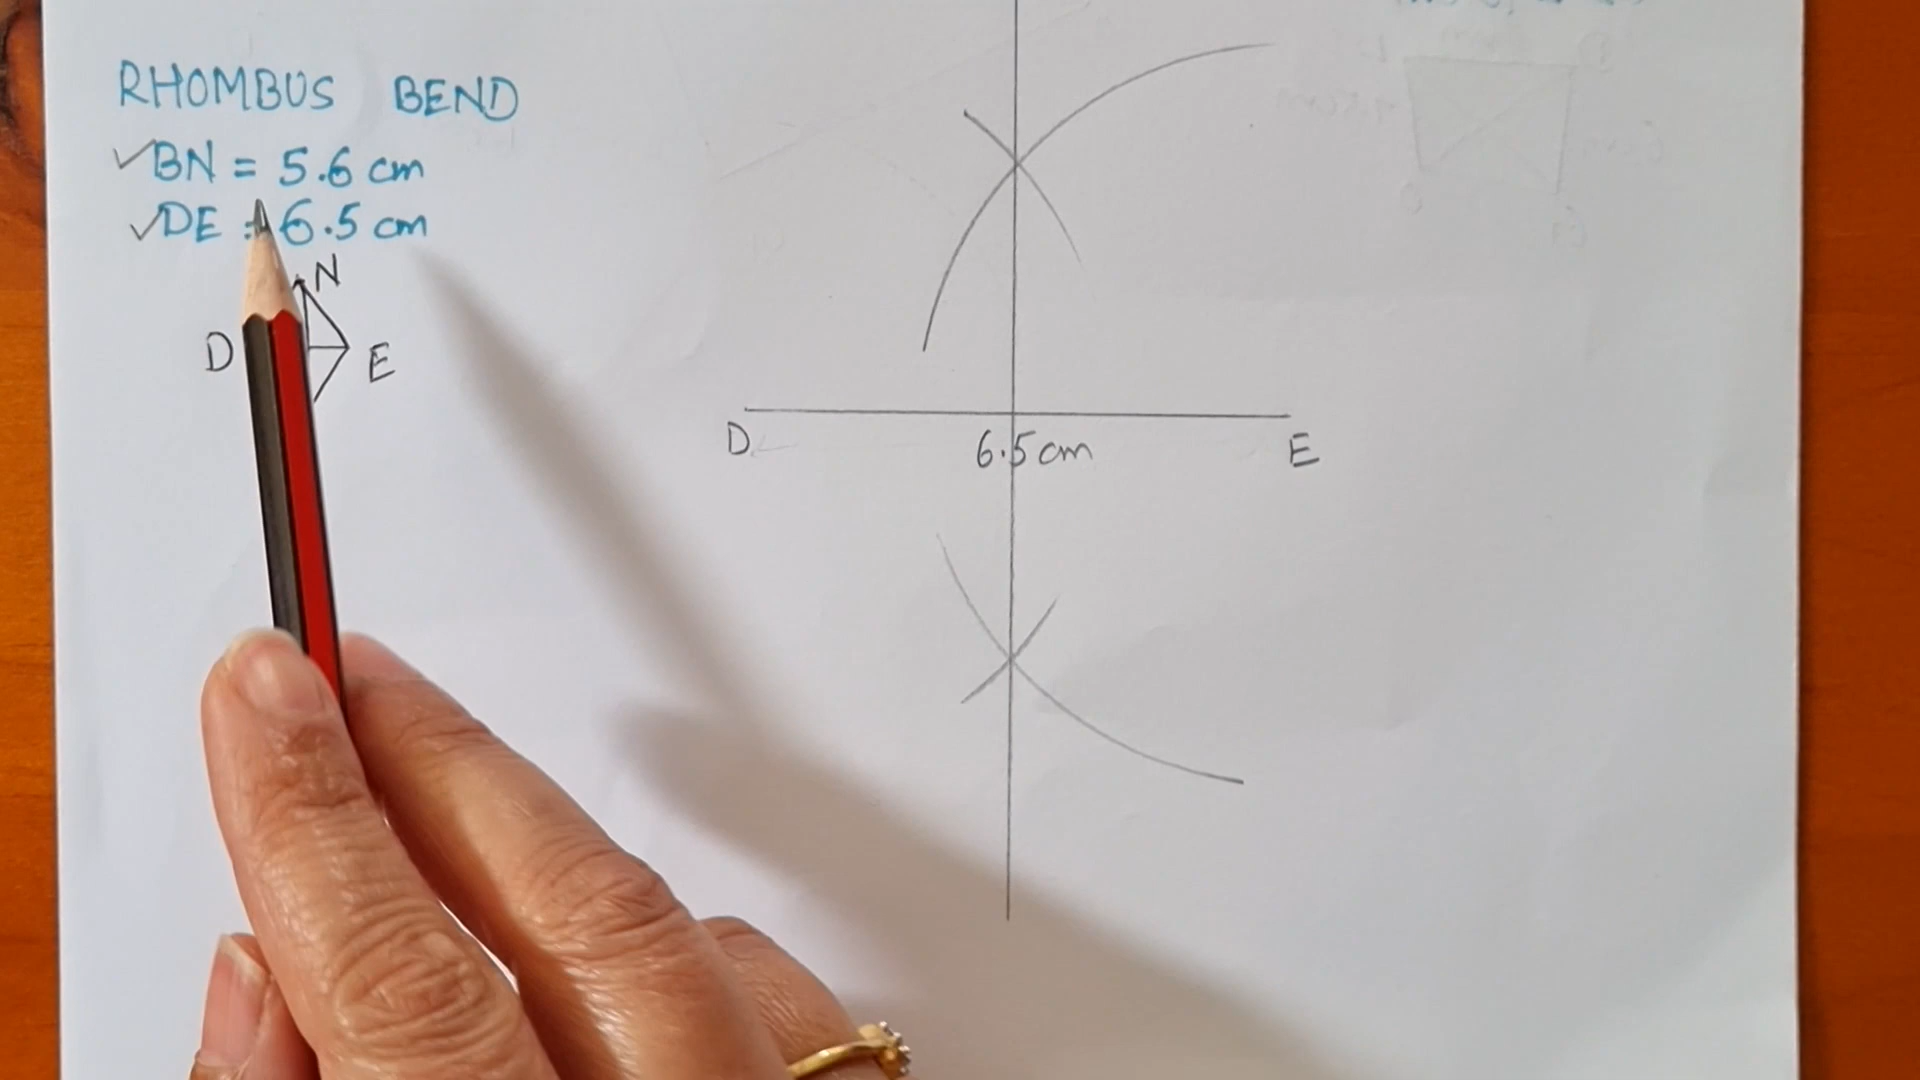 RHOMBUS BEND
✓BN = 5.6 cm
✓DE = 6.5 cm
N
D E
D 6.5 cm E